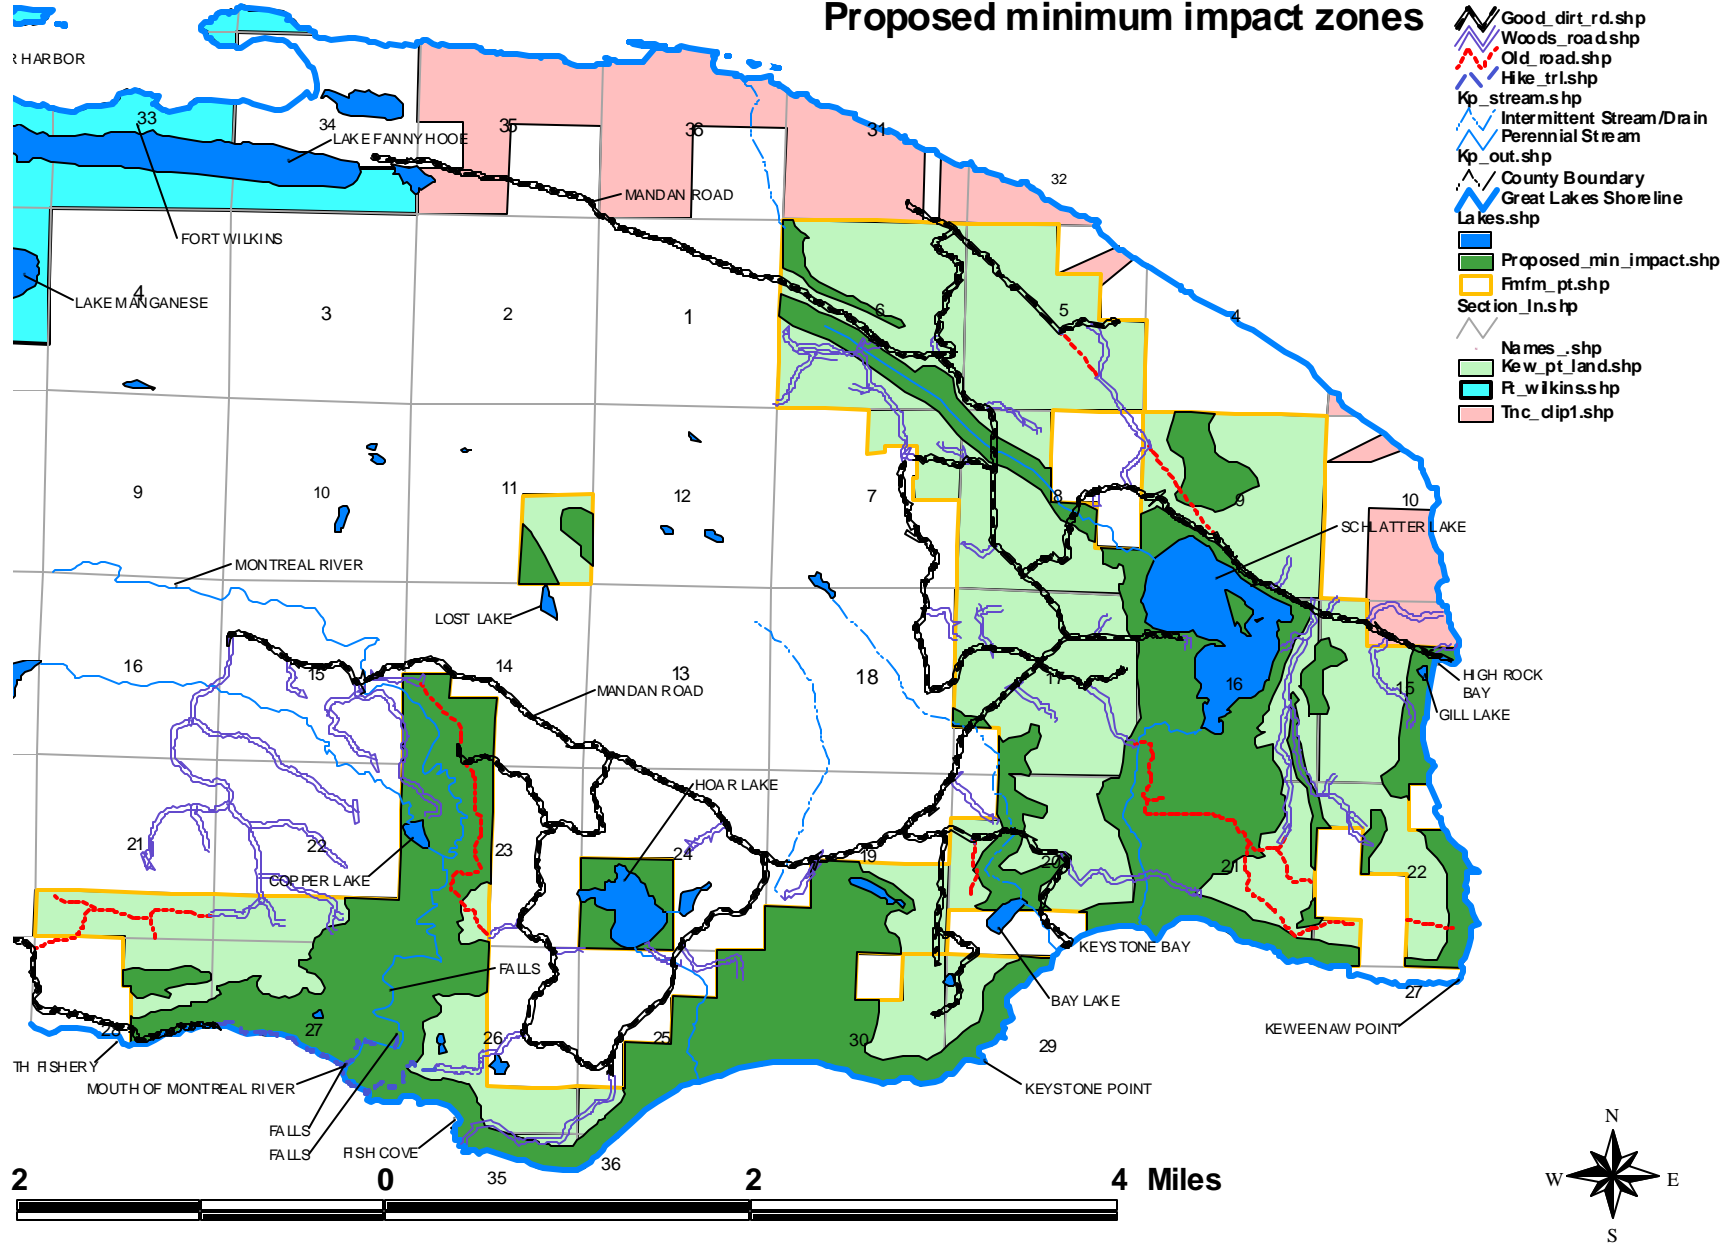 Proposed minimum impact zones
Good_dirt_rd.shp
Woods_road.shp
Old_road.shp
Hike_trl.shp
Kp_stream.shp
Intermittent Stream/Drain
Perennial Stream
Kp_out.shp
County Boundary
Great Lakes Shoreline
Lakes.shp
Proposed_min_impact.shp
Fmfm_pt.shp
Section_ln.shp
Names_.shp
Kew_pt_land.shp
Ft_wilkins.shp
Tnc_clip1.shp
R HARBOR
33
34
35
36
31
32
LAKE FANNY HOOE
MANDAN ROAD
FORT WILKINS
LAKE MANGANESE
4
3
2
1
6
5
4
9
10
11
12
7
8
9
10
SCHLATTER LAKE
MONTREAL RIVER
LOST LAKE
16
15
14
13
18
17
16
15
HIGH ROCK
BAY
GILL LAKE
MANDAN ROAD
HOAR LAKE
21
22
23
24
19
20
21
22
COPPER LAKE
FALLS
KEYSTONE BAY
BAY LAKE
28
27
26
25
30
29
27
KEWEENAW POINT
TH FISHERY
MOUTH OF MONTREAL RIVER
KEYSTONE POINT
FALLS
FALLS
FISH COVE
35
36
2 0 2 4 Miles
N
W E
S